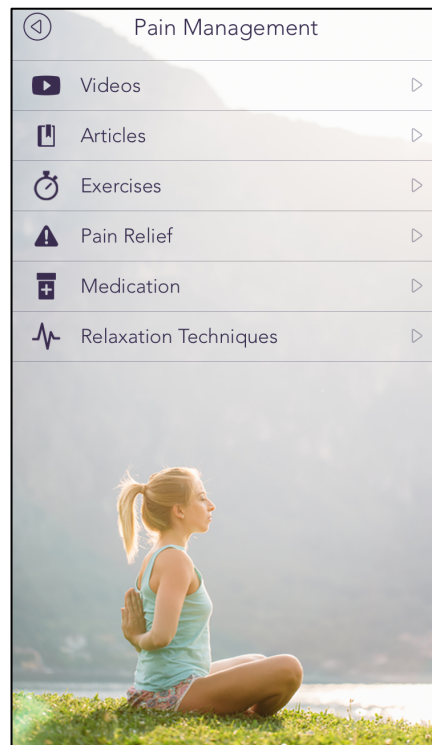 Pain Management
Videos
Articles
Exercises
Pain Relief
Medication
Relaxation Techniques